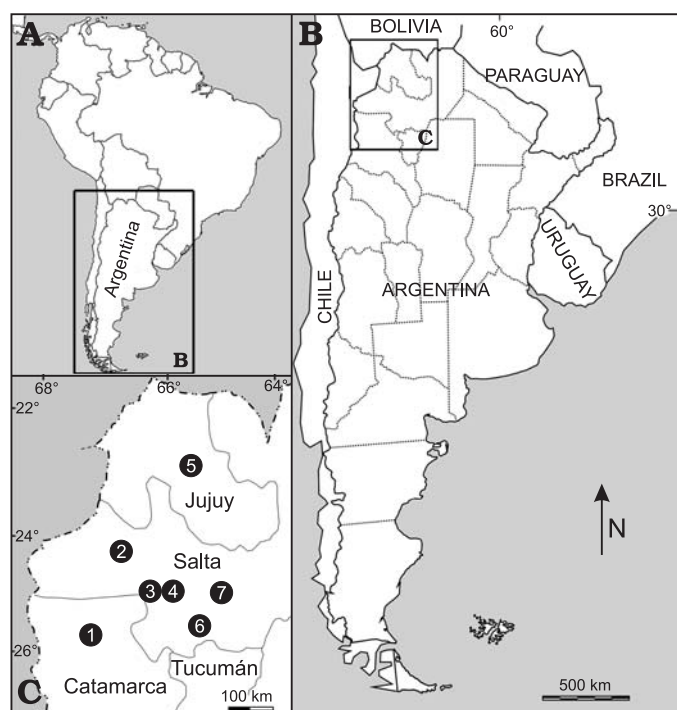 A
Argentina
B
B
BOLIVIA
60°
PARAGUAY
C
BRAZIL
30°
URUGUAY
CHILE
ARGENTINA
N
500 km
68°
66°
64°
22°
5
Jujuy
24°
2
Salta
3
4
7
6
1
26°
Tucumán
Catamarca
C
100 km